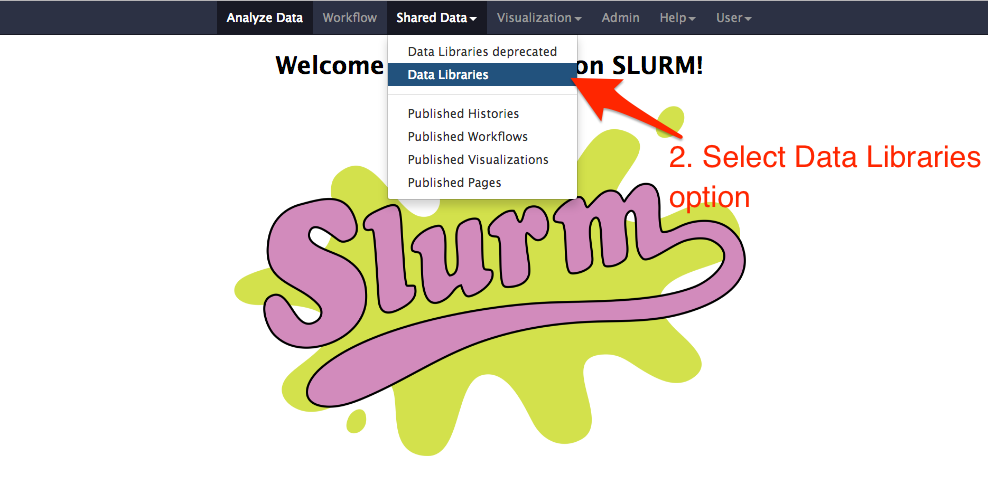 Analyze Data Workflow Shared Data Visualization Admin Help User
Data Libraries deprecated
Welcome on SLURM!
Data Libraries
Published Histories
Published Workflows
Published Visualizations
Published Pages
2. Select Data Libraries
option
Slurm